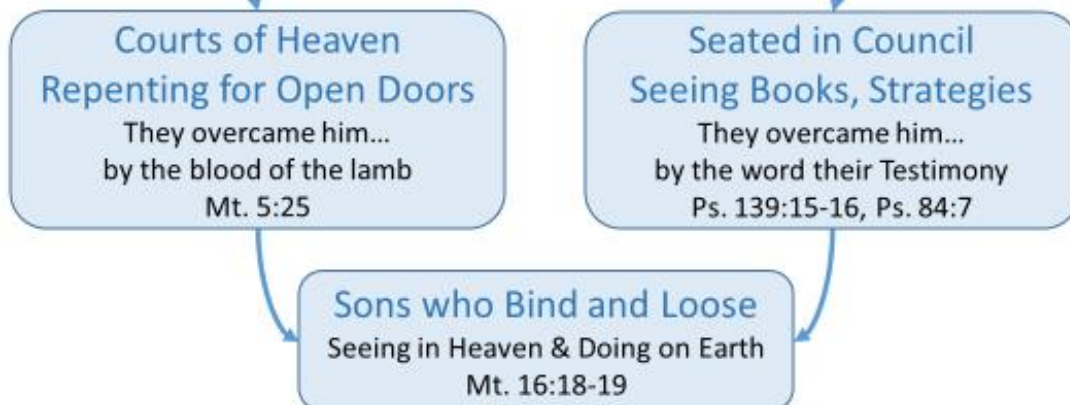 Courts of Heaven
Repenting for Open Doors
They overcame him…
by the blood of the lamb
Mt. 5:25
Seated in Council
Seeing Books, Strategies
They overcame him…
by the word their Testimony
Ps. 139:15-16, Ps. 84:7
Sons who Bind and Loose
Seeing in Heaven & Doing on Earth
Mt. 16:18-19